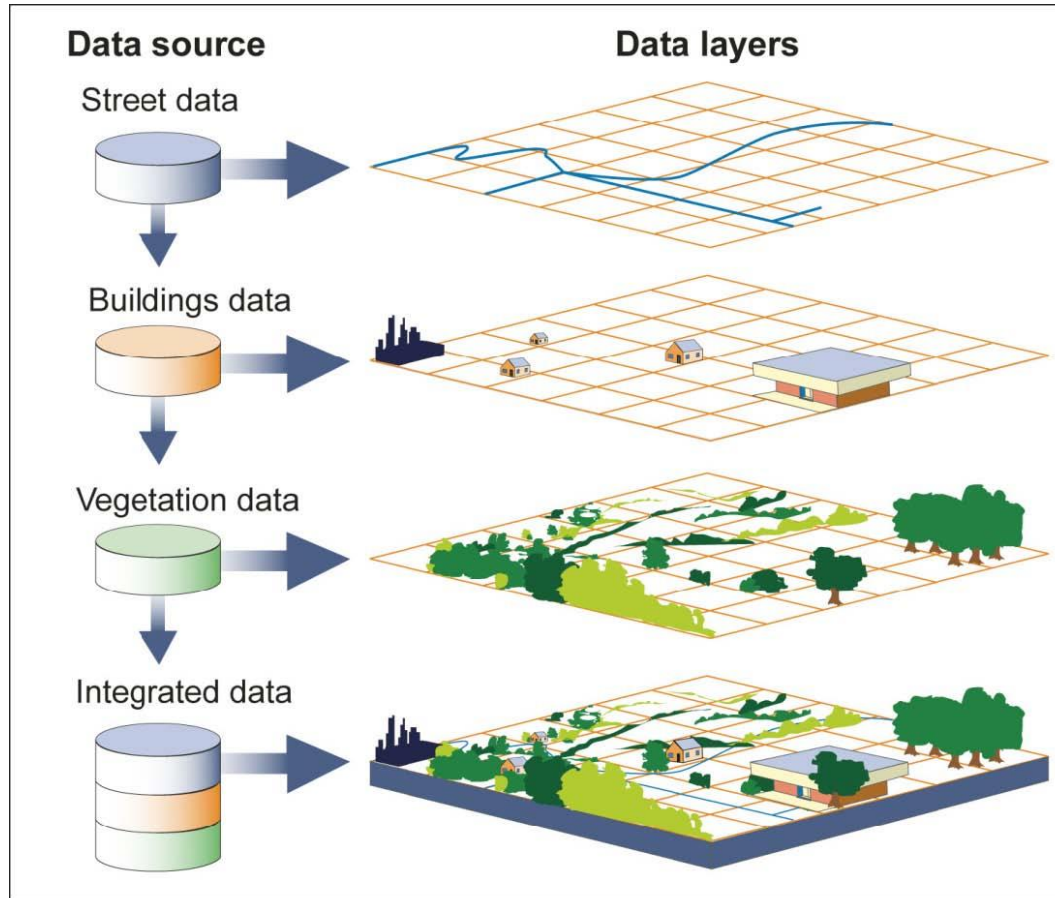 Data source
Data layers
Street data
Buildings data
Vegetation data
Integrated data